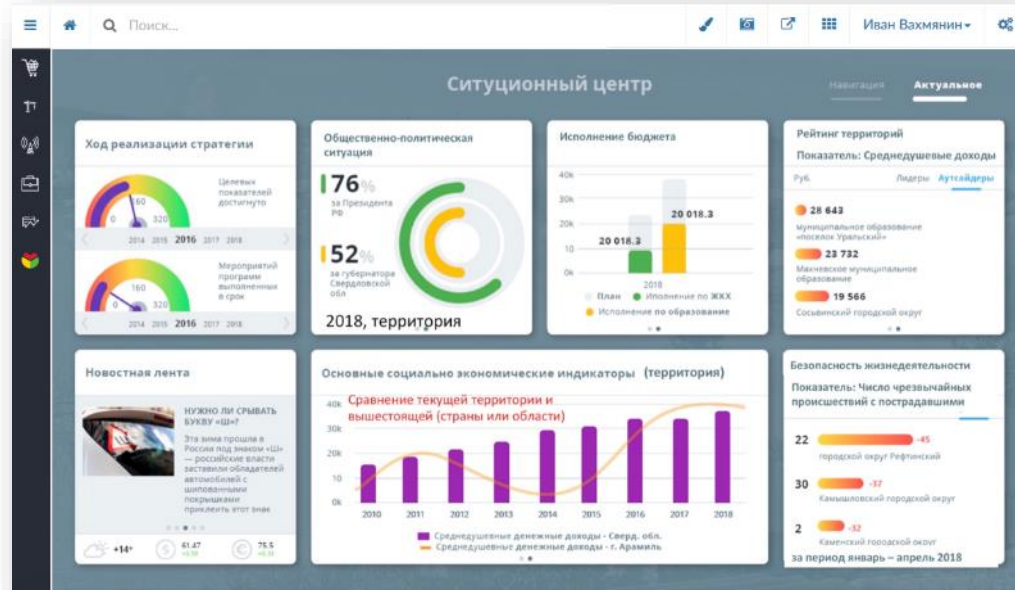 Поиск...
Иван Вахмянин
Ситуционный центр
Навигация
Актуальное
Ход реализации стратегии
160
0
320
Целевых
показателей
достигнуто
2014 2015 2016 2017 2018
160
0
320
Мероприятий
программ
выполненных
в срок
2014 2015 2016 2017 2018
Общественно-политическая
ситуация
76%
за Президента
РФ
52%
за губернатора
Свердловской
обл
2018, территория
Исполнение бюджета
40k
30k
20k
10
0k
20 018.3
20 018.3
2018
План
Иполнение по ЖКХ
Исполнение по образование
Рейтинг территорий
Показатель: Среднедушевые доходы
Руб.
Лидеры
Аутсайдеры
28 643
муниципальное образование
«поселок Уральский»
23 732
Махневское муниципальное
образование
19 566
Сосьвинский городской округ
Новостная лента
НУЖНО ЛИ СРЫВАТЬ
БУКВУ «Ш»?
Эта зима прошла в
России под знаком «Ш»
— российские власти
заставили обладателей
автомобилей с
шипованными
покрышками
приклеить этот знак
+14°
$
61.47
€
75.5
Основные социально экономические индикаторы (территория)
Сравнение текущей территории и
вышестоящей (страны или области)
40k
30k
20k
10
0k
2010 2011 2012 2013 2014 2015 2016 2017 2018
Среднедушевные денежные доходы - Сверд. обл.
Среднедушевные денежные доходы - г. Арамиль
Безопасность жизнедеятельности
Показатель: Число чрезвычайных
происшествий с пострадавшими
22
-45
городской округ Рефтинский
30
-37
Камышловский городской округ
2
-32
Каменский городской округ
за период январь – апрель 2018